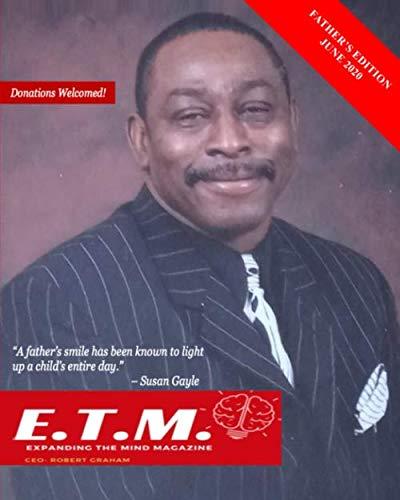 FATHER'S EDITION
JUNE 2020
Donations Welcomed!
"A father's smile has been known to light
up a child's entire day."
– Susan Gayle
E.T.M.
EXPANDING THE MIND MAGAZINE
CEO- ROBERT GRAHAM